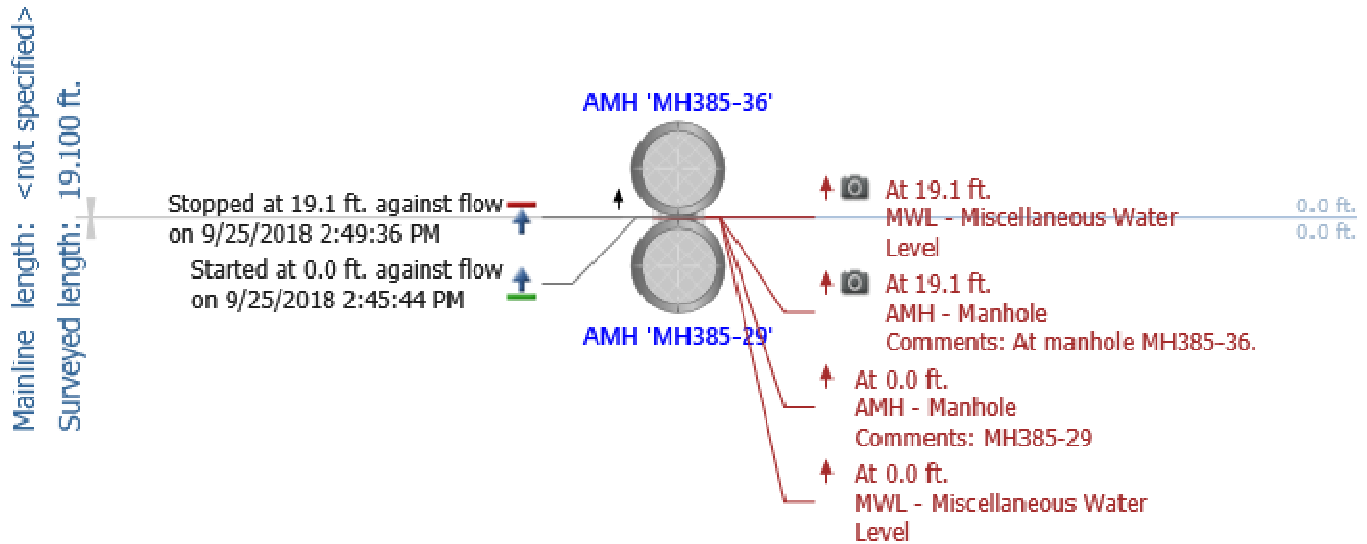 Mainline length: <not specified>
Surveyed length: 19.100 ft.
AMH 'MH385-36'
Stopped at 19.1 ft. against flow
on 9/25/2018 2:49:36 PM
Started at 0.0 ft. against flow
on 9/25/2018 2:45:44 PM
AMH 'MH385-29'
At 19.1 ft.
MWL - Miscellaneous Water
Level
At 19.1 ft.
AMH - Manhole
Comments: At manhole MH385-36.
At 0.0 ft.
AMH - Manhole
Comments: MH385-29
At 0.0 ft.
MWL - Miscellaneous Water
Level
0.0 ft.
0.0 ft.